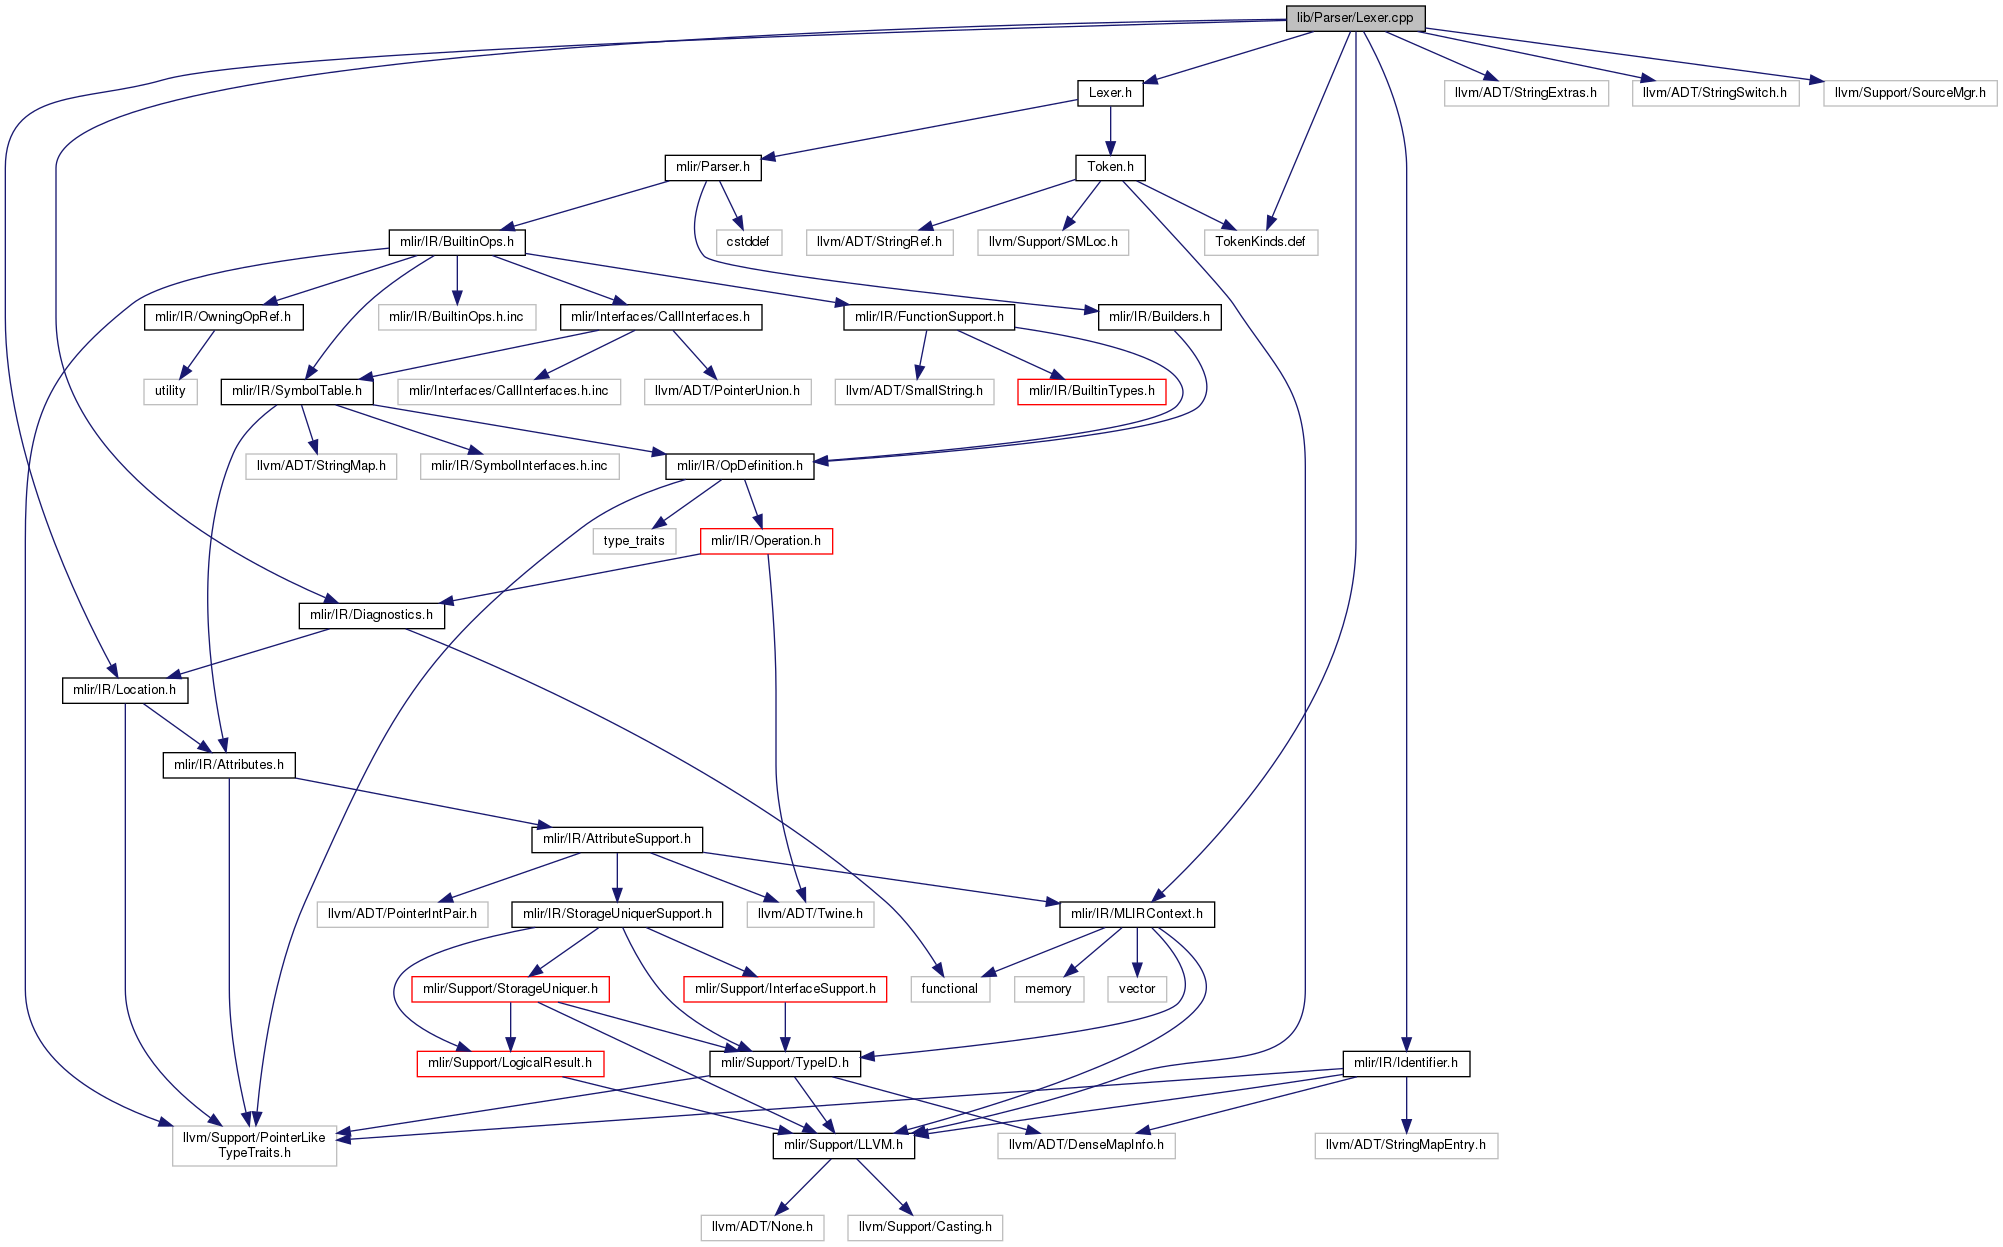 lib/Parser/Lexer.cpp
Lexer.h
llvm/ADT/StringExtras.h
llvm/ADT/StringSwitch.h
llvm/Support/SourceMgr.h
mlir/Parser.h
Token.h
mlir/IR/BuiltinOps.h
cstddef
llvm/ADT/StringRef.h
llvm/Support/SMLoc.h
TokenKinds.def
mlir/IR/OwningOpRef.h
mlir/IR/BuiltinOps.h.inc
mlir/Interfaces/CallInterfaces.h
mlir/IR/FunctionSupport.h
mlir/IR/Builders.h
utility
mlir/IR/SymbolTable.h
mlir/Interfaces/CallInterfaces.h.inc
llvm/ADT/PointerUnion.h
llvm/ADT/SmallString.h
mlir/IR/BuiltinTypes.h
llvm/ADT/StringMap.h
mlir/IR/SymbolInterfaces.h.inc
mlir/IR/OpDefinition.h
type_traits
mlir/IR/Operation.h
mlir/IR/Diagnostics.h
mlir/IR/Location.h
mlir/IR/Attributes.h
mlir/IR/AttributeSupport.h
llvm/ADT/PointerIntPair.h
mlir/IR/StorageUniquerSupport.h
llvm/ADT/Twine.h
mlir/IR/MLIRContext.h
mlir/Support/StorageUniquer.h
mlir/Support/InterfaceSupport.h
functional
memory
vector
mlir/Support/LogicalResult.h
mlir/Support/TypeID.h
mlir/IR/Identifier.h
llvm/Support/PointerLike
TypeTraits.h
mlir/Support/LLVM.h
llvm/ADT/DenseMapInfo.h
llvm/ADT/StringMapEntry.h
llvm/ADT/None.h
llvm/Support/Casting.h